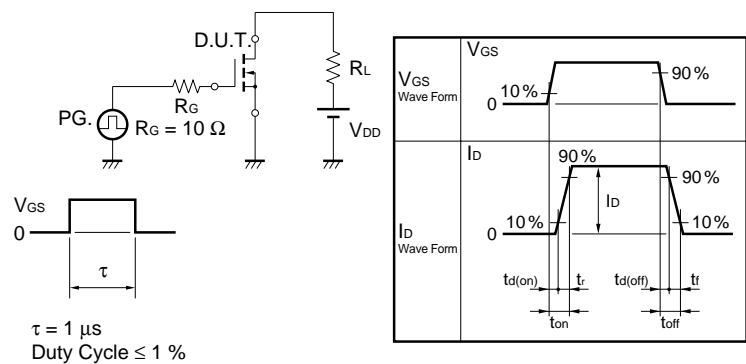 D.U.T.
RL
RG
PG.
RG = 10 Ω
VDD
VGS
0
τ
τ = 1 μs
Duty Cycle ≤ 1 %
VGS
Wave Form
VGS
10 %
90 %
0
ID
Wave Form
ID
90 %
90 %
ID
10 %
10 %
0
td(on)
tr
td(off)
tf
ton
toff